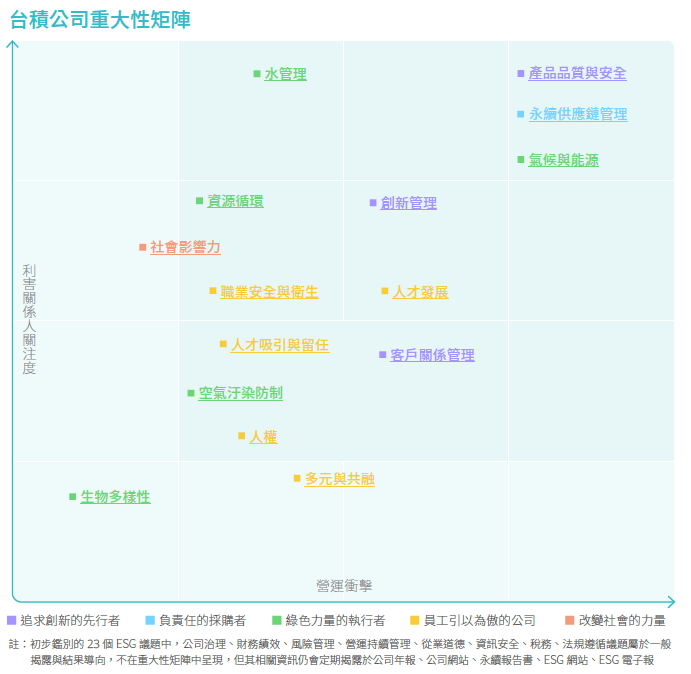 台積公司重大性矩陣
水管理
產品品質與安全
永續供應鏈管理
氣候與能源
資源循環
創新管理
社會影響力
利害關係人關注度
職業安全與衛生
人才發展
人才吸引與留任
客戶關係管理
空氣汙染防制
人權
多元與共融
生物多樣性
營運衝擊
追求創新的先行者
負責任的採購者
綠色力量的執行者
員工引以為傲的公司
改變社會的力量
註：初步鑑別的 23 個 ESG 議題中，公司治理、財務績效、風險管理、營運持續管理、從業道德、資訊安全、稅務、法規遵循議題屬於一般
揭露與結果導向，不在重大性矩陣中呈現，但其相關資訊仍會定期揭露於公司年報、公司網站、永續報告書、ESG 網站、ESG 電子報